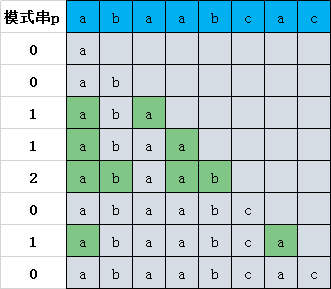 模式串p a b a a b c a c
0 a
0 a b
1 a b a
1 a b a a
2 a b a a b
0 a b a a b c
1 a b a a b c a
0 a b a a b c a c